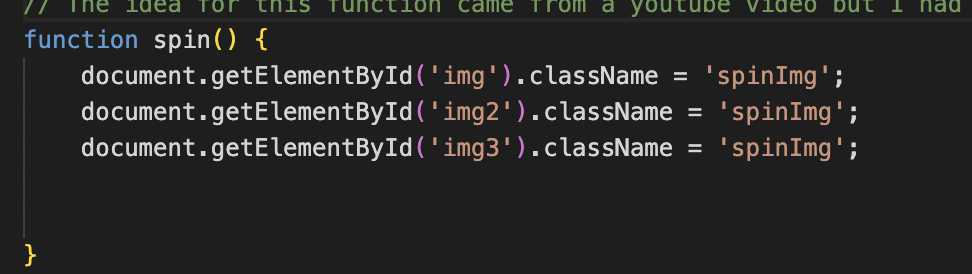 // The idea for this function came from a youtube video but I had
function spin() {
document.getElementById('img').className = 'spinImg';
document.getElementById('img2').className = 'spinImg';
document.getElementById('img3').className = 'spinImg';
}